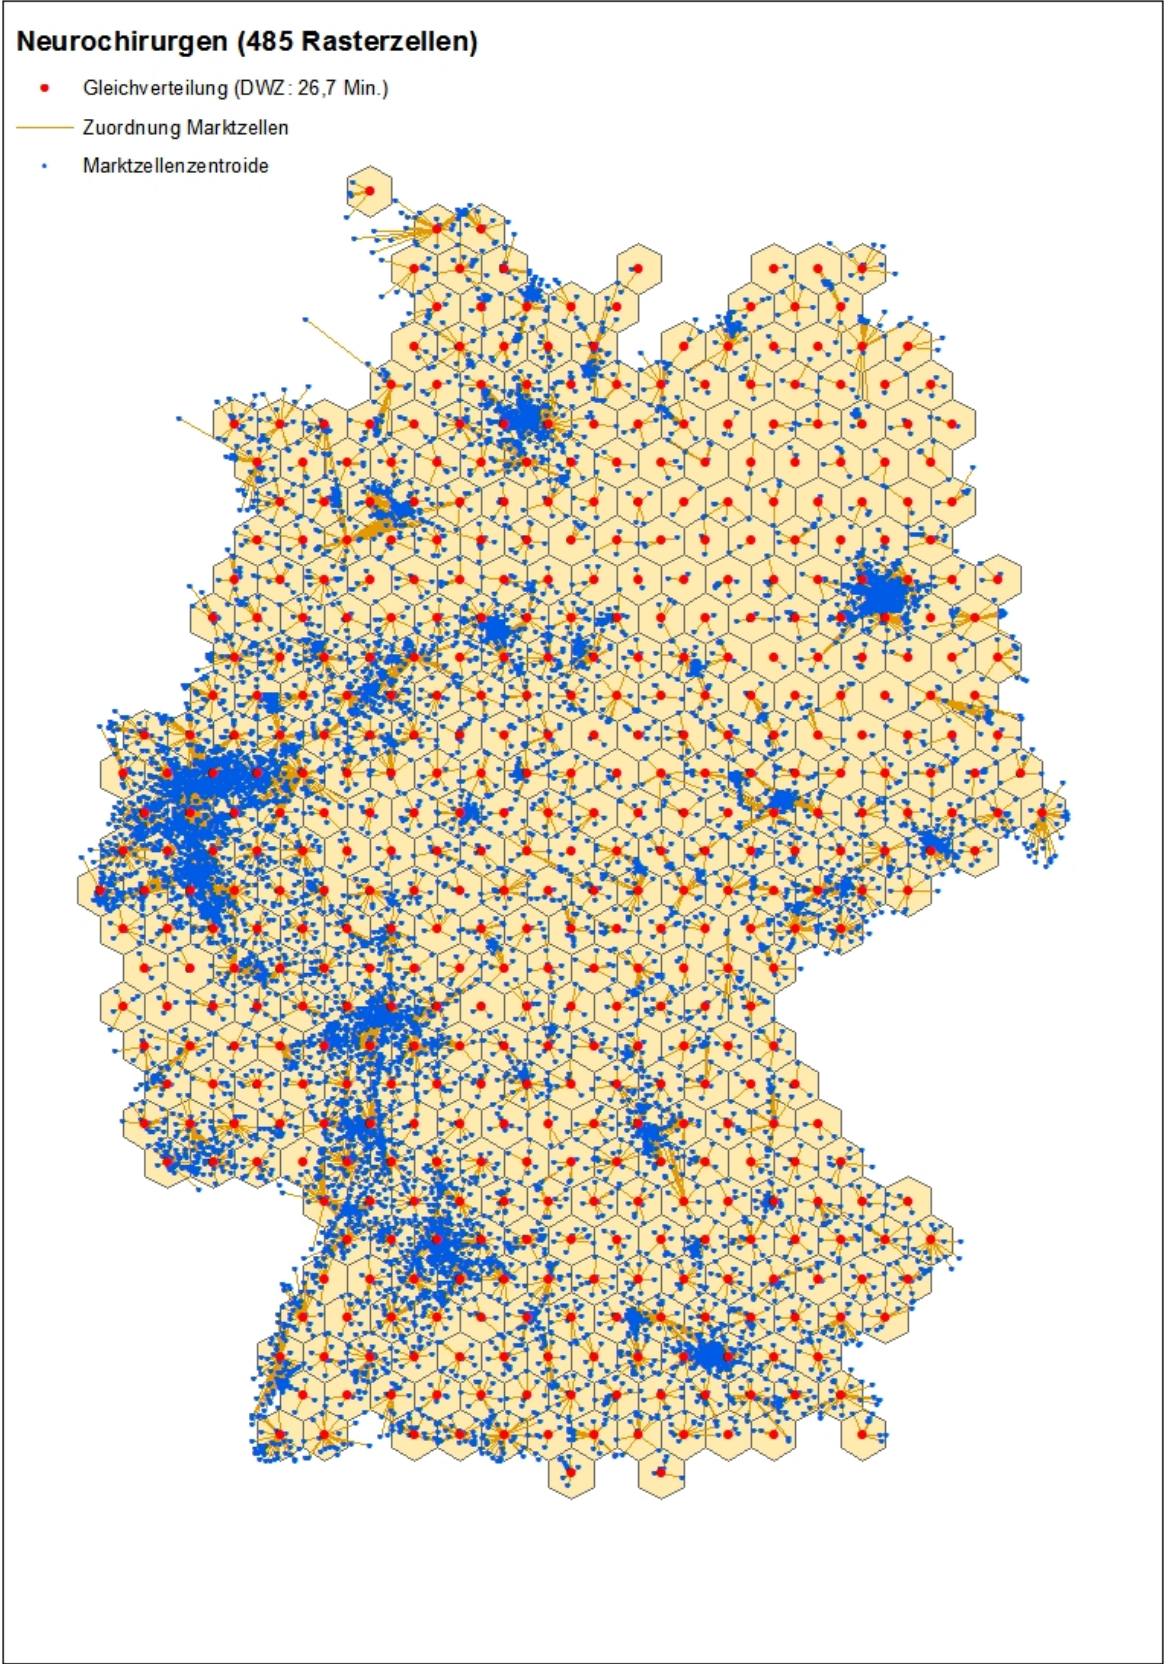 Neurochirurgen (485 Rasterzellen)
Gleichverteilung (DWZ: 26,7 Min.)
Zuordnung Marktzellen
Marktzellenzentroide